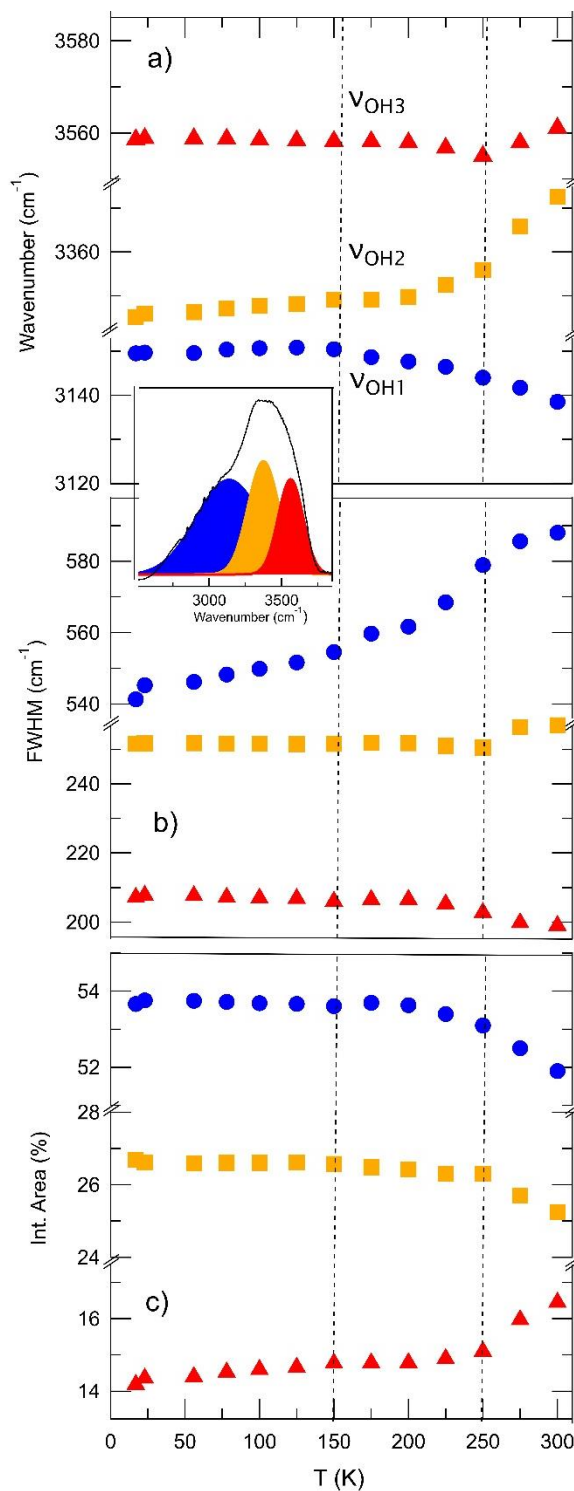 3580
a)
νOH3
3560
Wavenumber (cm-1)
νOH2
3360
νOH1
3140
3120
3000 3500
Wavenumber (cm-1)
580
560
FWHM (cm-1)
540
240
220
b)
200
54
52
28
Int. Area (%)
26
24
c)
16
14
0 50 100 150 200 250 300
T (K)